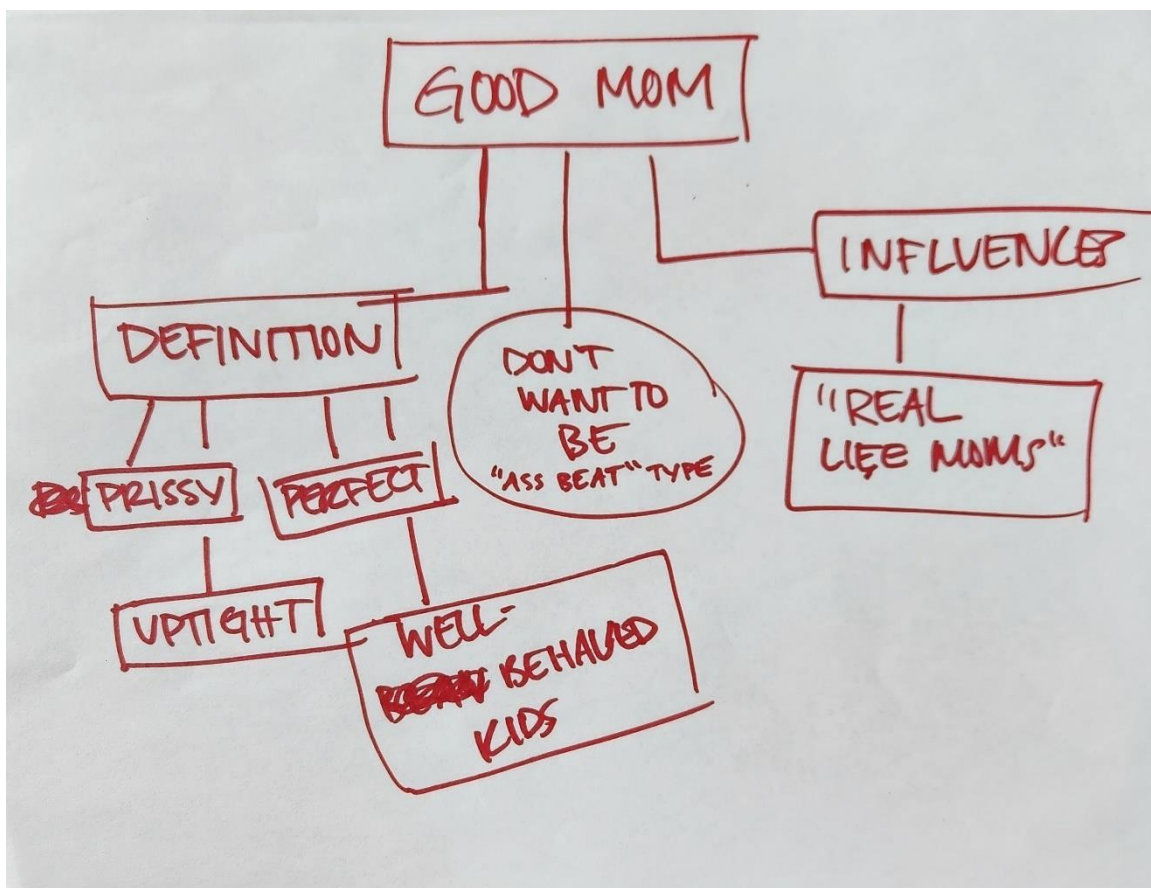 GOOD MOM
INFLUENCES
DEFINITION
DON'T
WANT TO
BE
"ASS BEAT" TYPE
"REAL
LIFE MOMS"
PRISSY
PERFECT
UPTIGHT
WELL-
BEHAVED
KIDS